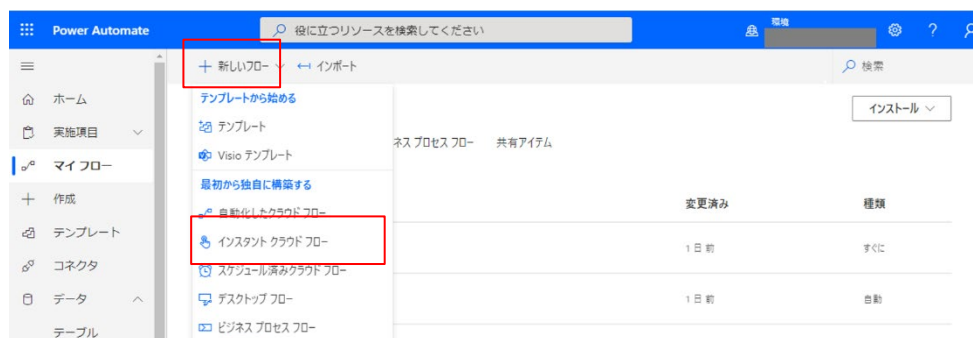 Power Automate
役に立つリソースを検索してください
環境
?
+ 新しいフロー
インポート
検索
ホーム
実施項目
マイ フロー
作成
テンプレート
コネクタ
データ
テーブル
テンプレートから始める
テンプレート
Visio テンプレート
最初から独自に構築する
自動化したクラウド フロー
インスタント クラウド フロー
スケジュール済みクラウド フロー
デスクトップ フロー
ビジネス プロセス フロー
インストール
ネス プロセス フロー 共有アイテム
変更済み 種類
1 日 前 すぐに
1 日 前 自動